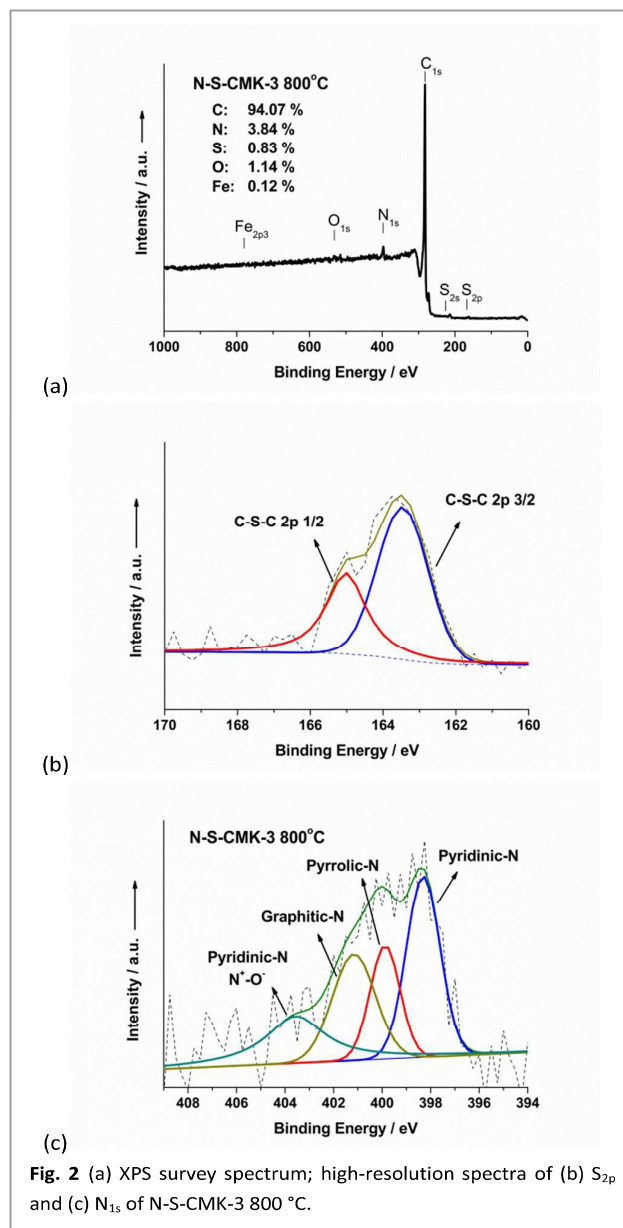 N-S-CMK-3 800°C
C: 94.07 %
N: 3.84 %
S: 0.83 %
O: 1.14 %
Fe: 0.12 %
C1s
Fe2p3
O1s
N1s
S2s S2p
Intensity / a.u.
1000 800 600 400 200 0
Binding Energy / eV
(a)
C-S-C 2p 1/2
C-S-C 2p 3/2
Intensity / a.u.
170 168 166 164 162 160
Binding Energy / eV
(b)
N-S-CMK-3 800°C
Pyrrolic-N
Pyridinic-N
Graphitic-N
Pyridinic-N
N+-O-
Intensity / a.u.
408 406 404 402 400 398 396 394
Binding Energy / eV
(c)
Fig. 2 (a) XPS survey spectrum; high-resolution spectra of (b) S2p
and (c) N1s of N-S-CMK-3 800 °C.